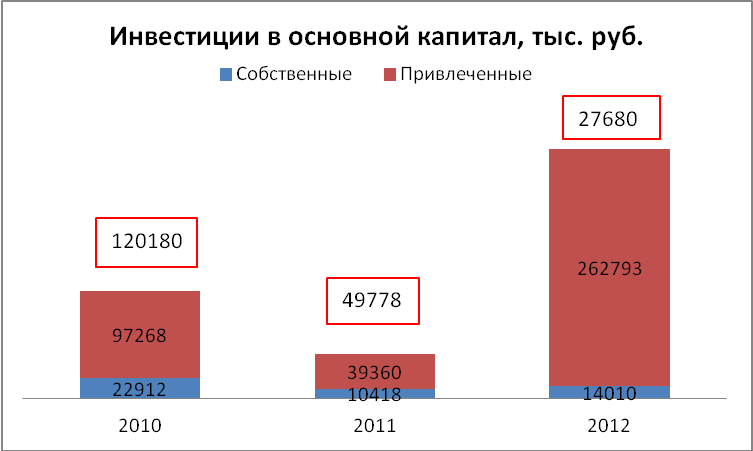 Инвестиции в основной капитал, тыс. руб.
Собственные Привлеченные
27680
120180
49778
262793
97268
39360
22912 10418 14010
2010 2011 2012